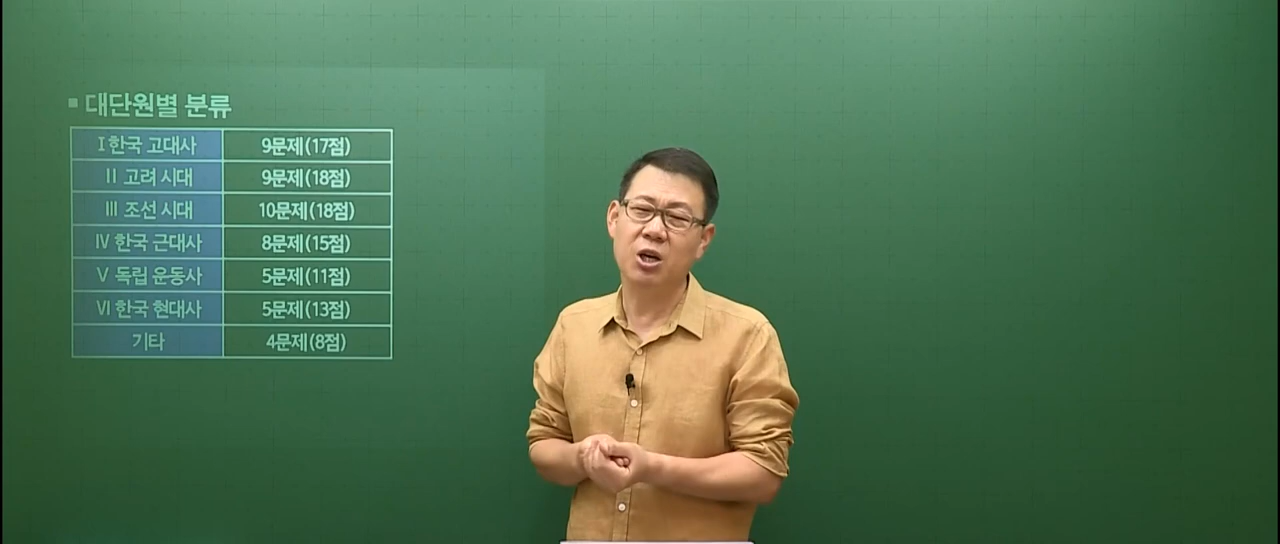 ▪ 대단원별 분류
Ⅰ 한국 고대사 9문제(17점)
Ⅱ 고려 시대 9문제(18점)
Ⅲ 조선 시대 10문제(18점)
Ⅳ 한국 근대사 8문제(15점)
Ⅴ 독립 운동사 5문제(11점)
Ⅵ 한국 현대사 5문제(13점)
기타 4문제(8점)